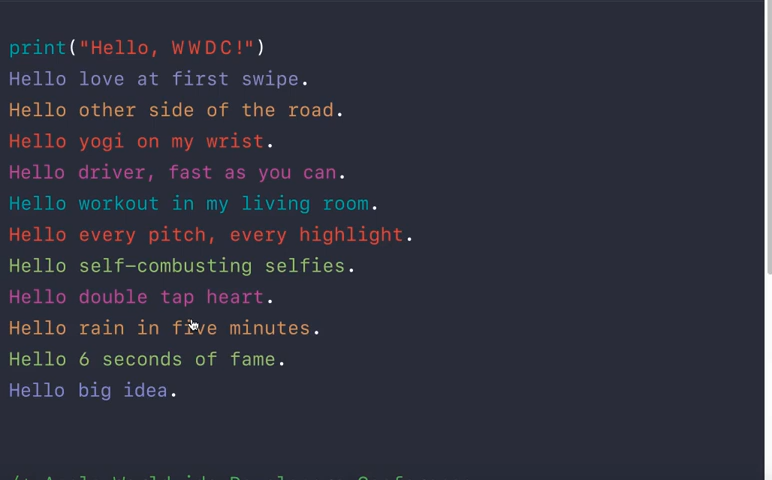 print("Hello, WWDC!")
Hello love at first swipe.
Hello other side of the road.
Hello yogi on my wrist.
Hello driver, fast as you can.
Hello workout in my living room.
Hello every pitch, every highlight.
Hello self-combusting selfies.
Hello double tap heart.
Hello rain in five minutes.
Hello 6 seconds of fame.
Hello big idea.